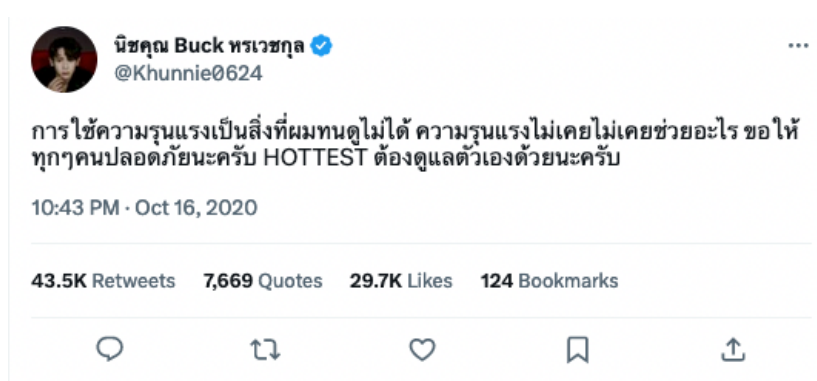 นิชคุณ Buck หรเวชกุล
@Khunnie0624
การใช้ความรุนแรงเป็นสิ่งที่ผมทนดูไม่ได้ ความรุนแรงไม่เคยไม่เคยช่วยอะไร ขอให้
ทุกๆคนปลอดภัยนะครับ HOTTEST ต้องดูแลตัวเองด้วยนะครับ
10:43 PM · Oct 16, 2020
43.5K Retweets 7,669 Quotes 29.7K Likes 124 Bookmarks